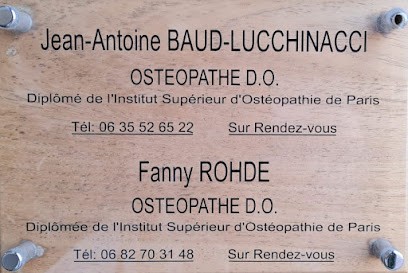 Jean-Antoine BAUD-LUCCHINACCI
OSTEOPATHE D.O.
Diplômé de l'Institut Supérieur d'Ostéopathie de Paris
Tél: 06 35 52 65 22 Sur Rendez-vous
Fanny ROHDE
OSTEOPATHE D.O.
Diplômée de l'Institut Supérieur d'Ostéopathie de Paris
Tél: 06 82 70 31 48 Sur Rendez-vous